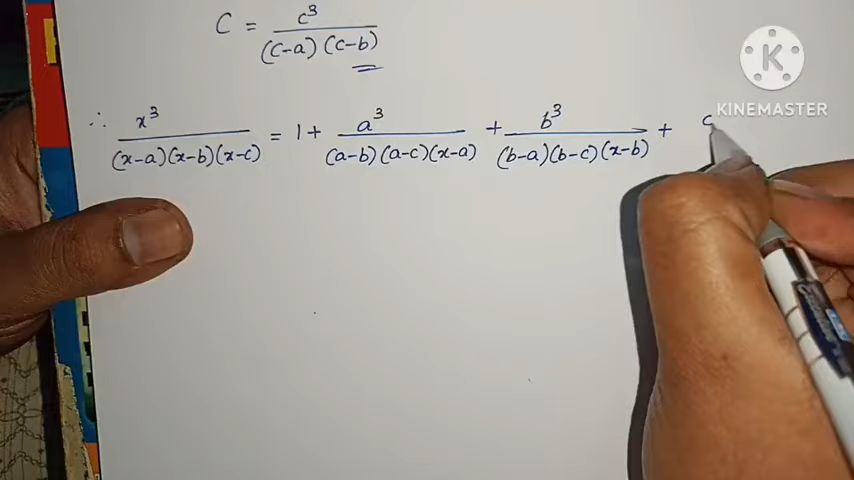 C = c³ / (c-a)(c-b)
K
KINEMASTER
∴ x³ / (x-a)(x-b)(x-c) = 1 + a³ / (a-b)(a-c)(x-a) + b³ / (b-a)(b-c)(x-b) + c